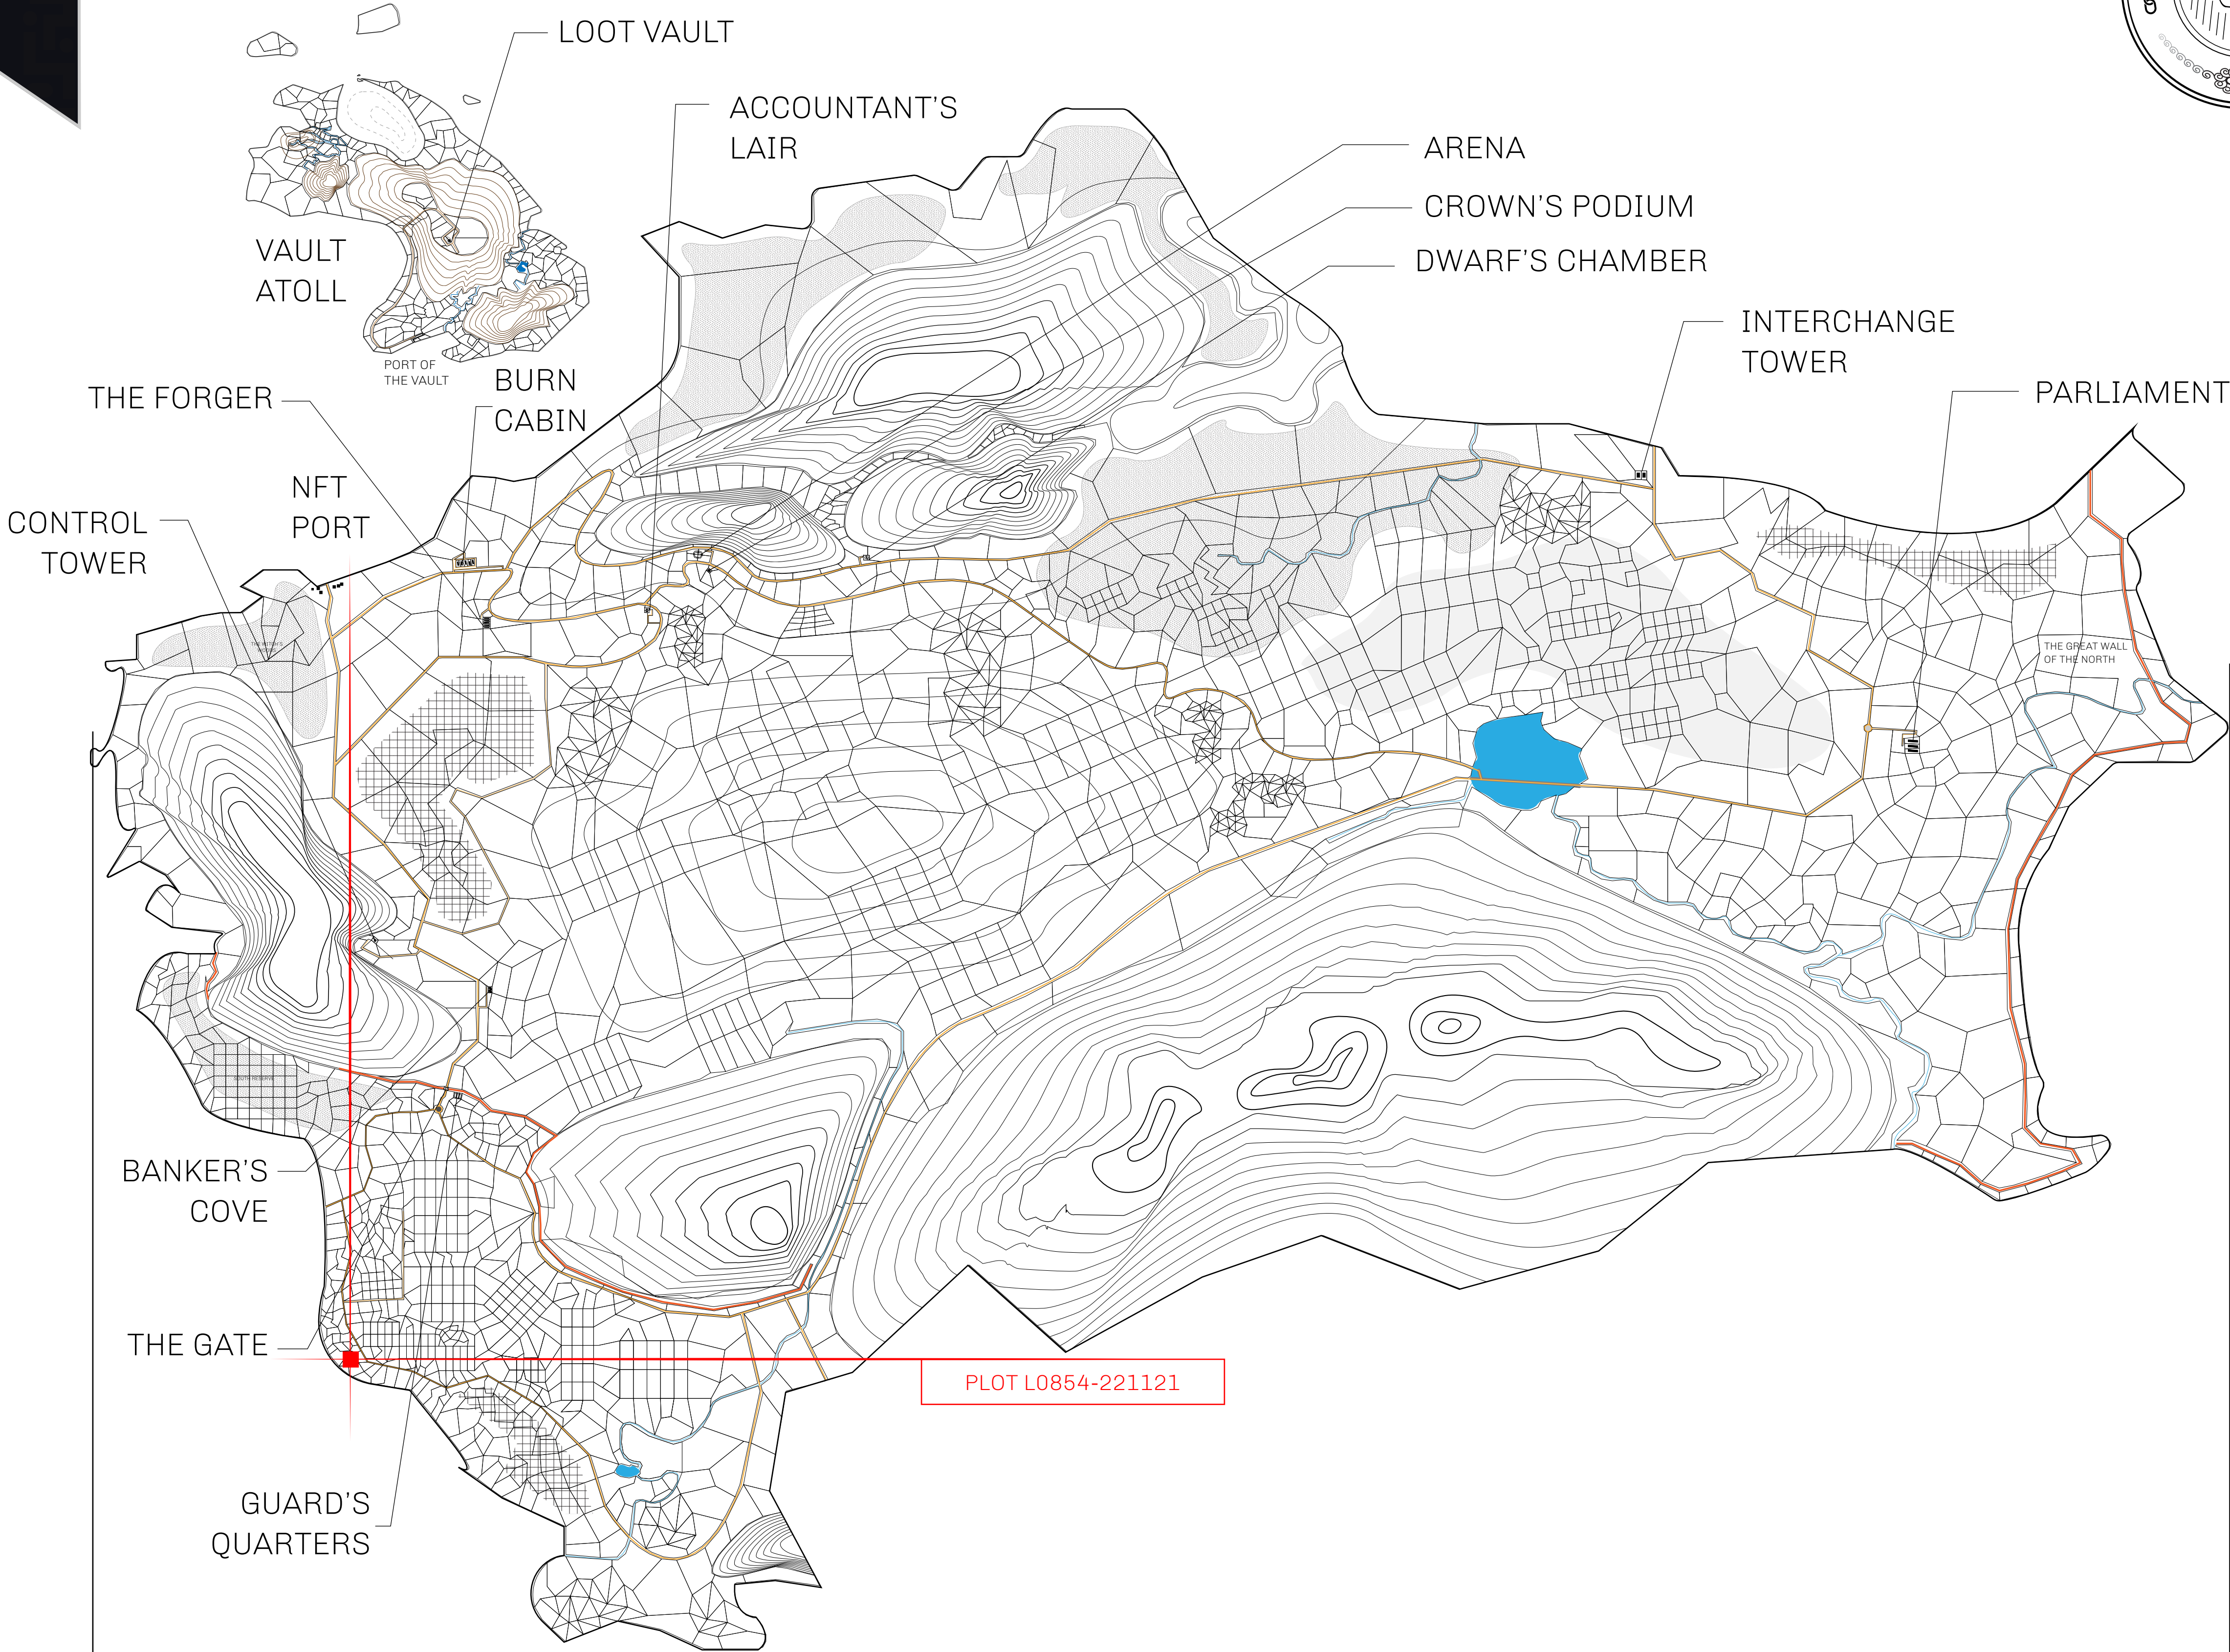 LOOT VAULT
ACCOUNTANT'S
LAIR
ARENA
CROWN'S PODIUM
DWARF'S CHAMBER
VAULT
ATOLL
PORT OF
THE VAULT
INTERCHANGE
TOWER
PARLIAMENT
THE FORGER
BURN
CABIN
NFT
PORT
CONTROL
TOWER
THE GREAT WALL
OF THE NORTH
SOUTH RESERVE
BANKER'S
COVE
THE GATE
PLOT L0854-221121
GUARD'S
QUARTERS